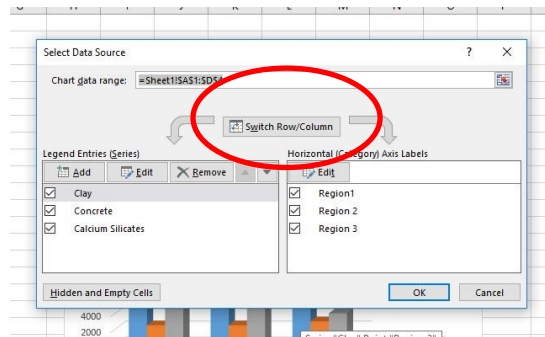 Select Data Source ? ×
Chart data range: =Sheet1!$A$1:$D$4
Switch Row/Column
Legend Entries (Series) Horizontal (Category) Axis Labels
Add Edit Remove Edit
Clay Region1
Concrete Region 2
Calcium Silicates Region 3
Hidden and Empty Cells OK Cancel
4000
2000